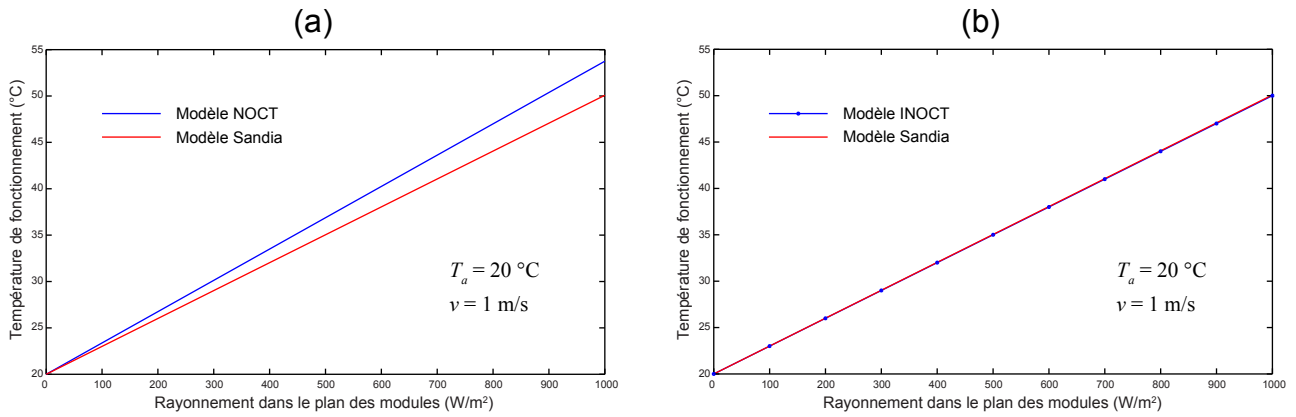 (a)
55
50
45
40
35
30
25
20
Température de fonctionnement (°C)
Modèle NOCT
Modèle Sandia
T_a = 20 °C
v = 1 m/s
0 100 200 300 400 500 600 700 800 900 1000
Rayonnement dans le plan des modules (W/m²)
(b)
55
50
45
40
35
30
25
20
Température de fonctionnement (°C)
Modèle INOCT
Modèle Sandia
T_a = 20 °C
v = 1 m/s
0 100 200 300 400 500 600 700 800 900 1000
Rayonnement dans le plan des modules (W/m²)